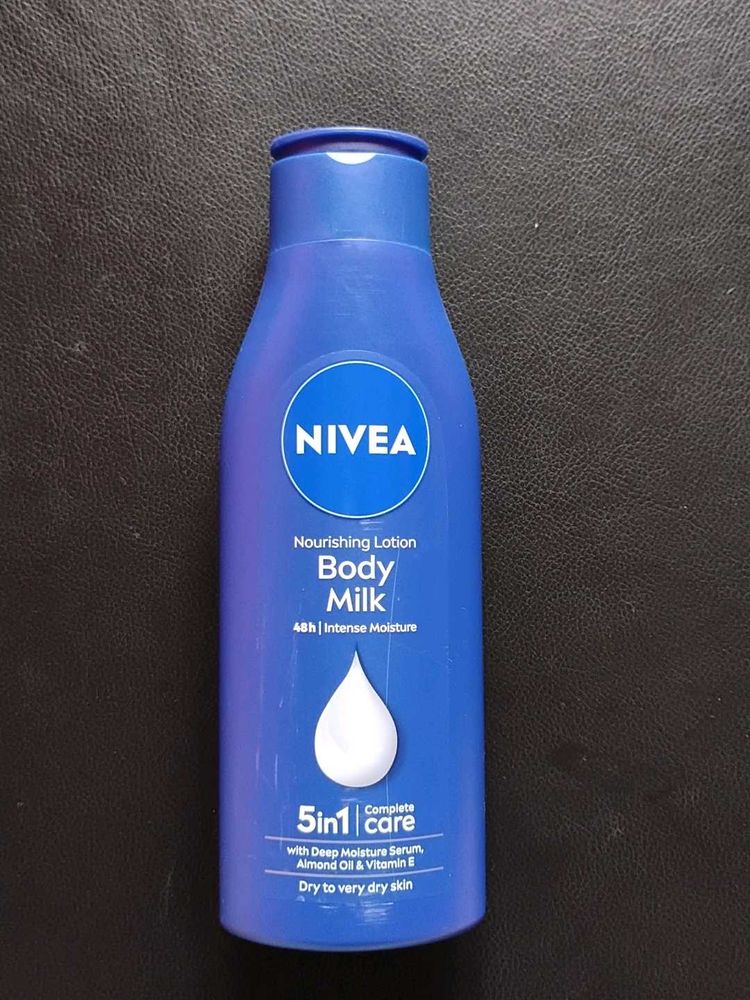 NIVEA
Nourishing Lotion
Body
Milk
48h | Intense Moisture
5in1 | Complete care
with Deep Moisture Serum,
Almond Oil & Vitamin E
Dry to very dry skin